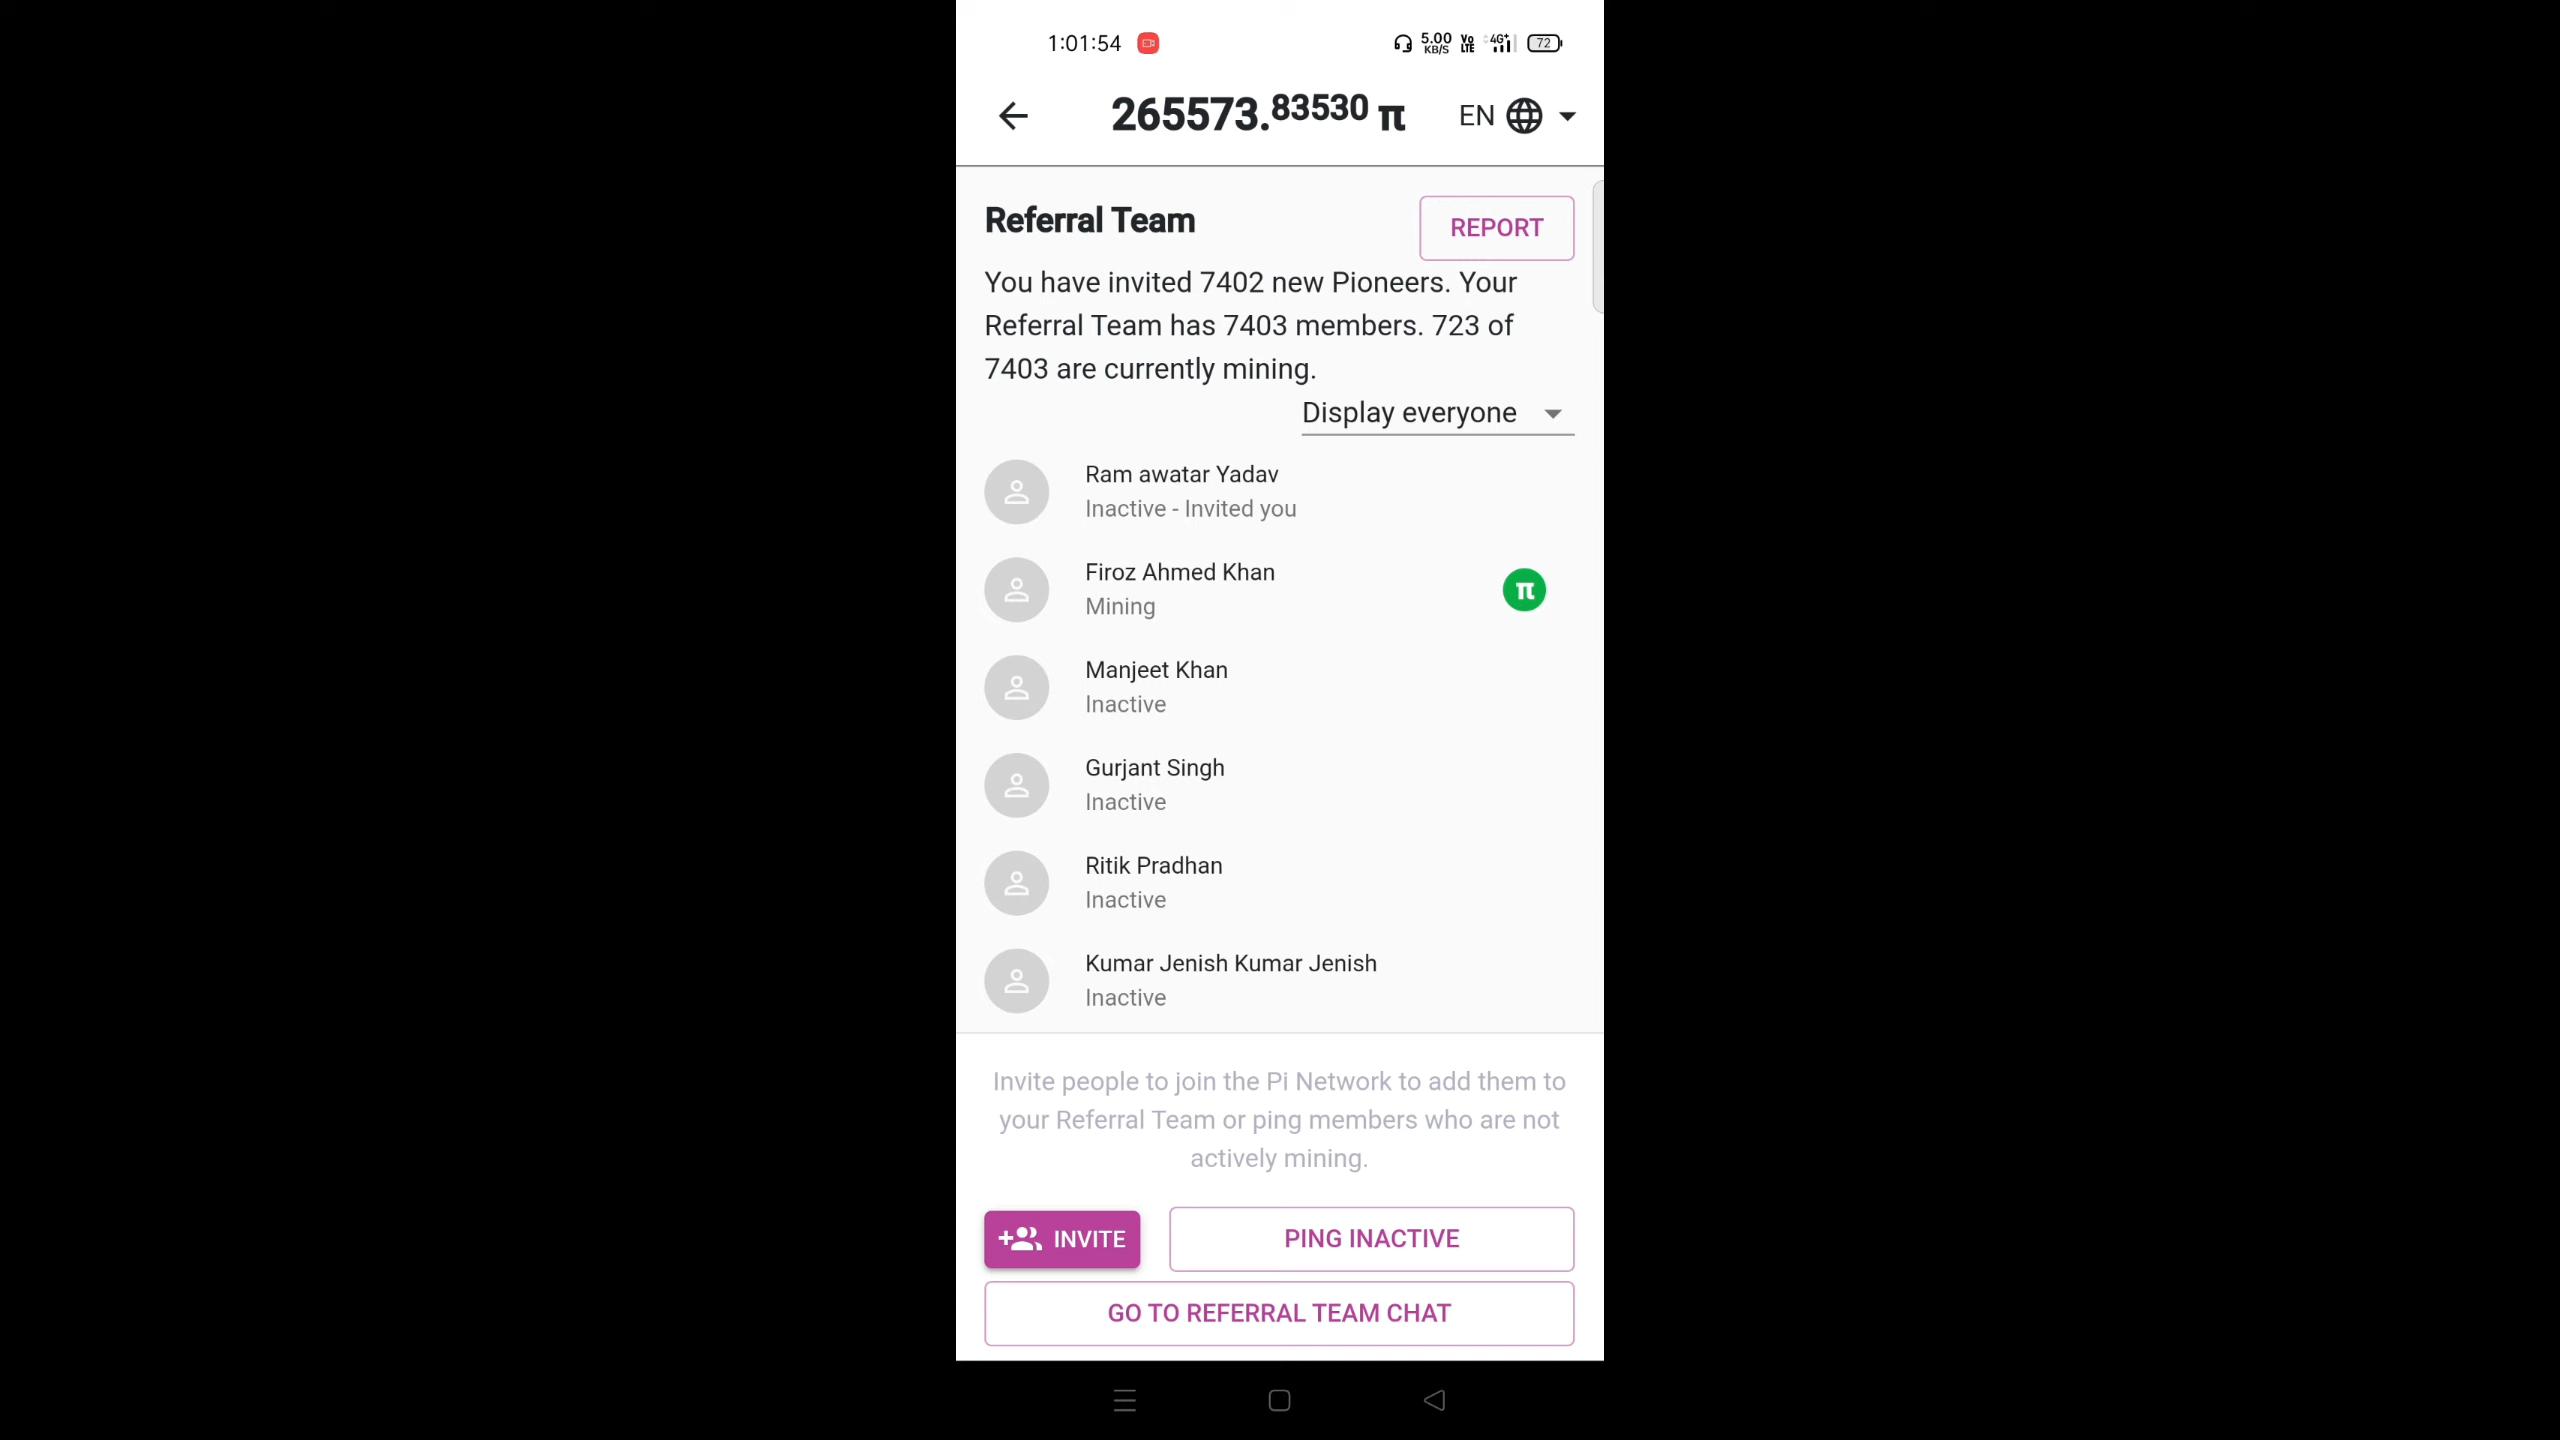 1:01:54 5.00 KB/S Vo LTE 4G+ 72
265573.83530 π EN
Referral Team REPORT
You have invited 7402 new Pioneers. Your
Referral Team has 7403 members. 723 of
7403 are currently mining.
Display everyone
Ram awatar Yadav
Inactive - Invited you
Firoz Ahmed Khan
Mining
π
Manjeet Khan
Inactive
Gurjant Singh
Inactive
Ritik Pradhan
Inactive
Kumar Jenish Kumar Jenish
Inactive
Invite people to join the Pi Network to add them to
your Referral Team or ping members who are not
actively mining.
INVITE PING INACTIVE
GO TO REFERRAL TEAM CHAT